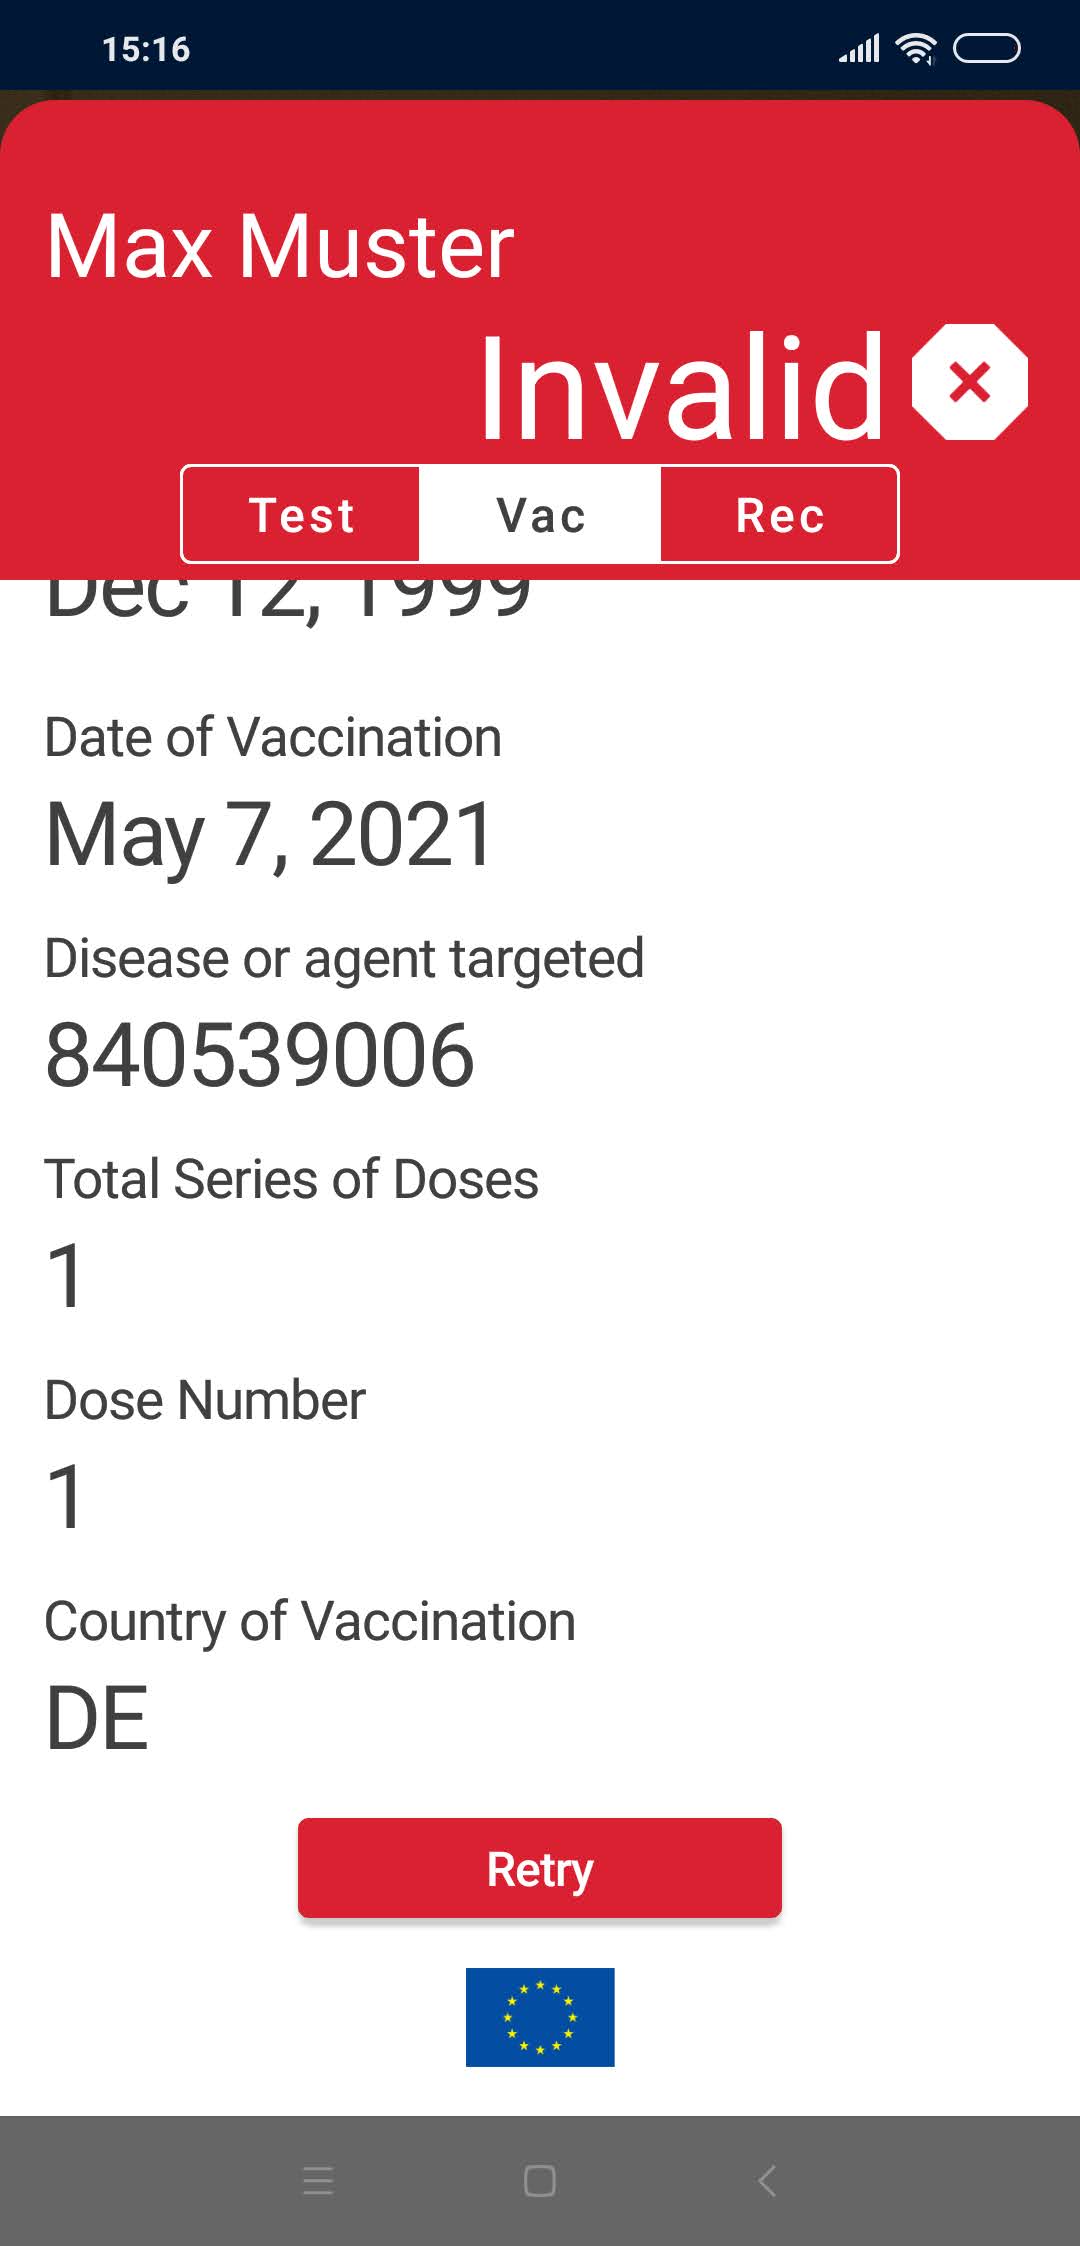 15:16
Max Muster
Invalid
Test Vac Rec
Dec 12, 1999
Date of Vaccination
May 7, 2021
Disease or agent targeted
840539006
Total Series of Doses
1
Dose Number
1
Country of Vaccination
DE
Retry